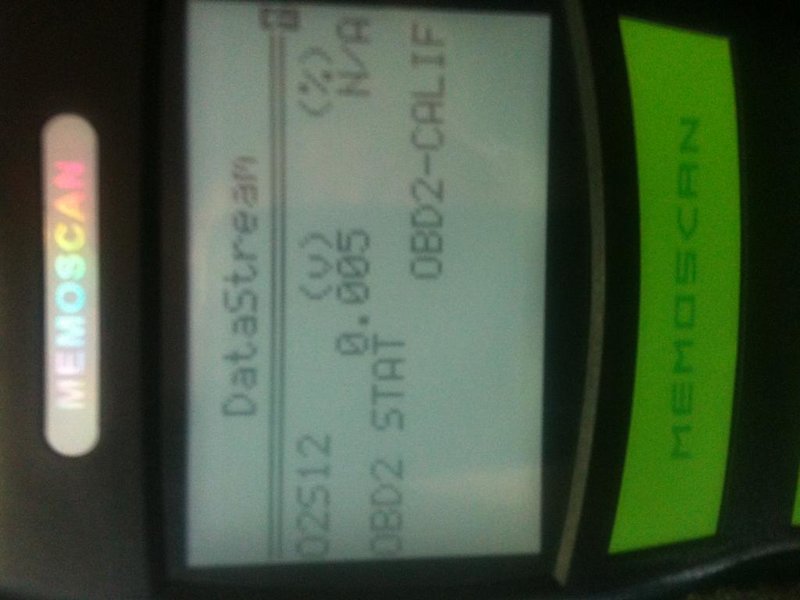 MEMOSCAN
DataStream
O2S12 (v) (%)
0.005 N/A
OBD2 STAT
OBD2-CALIF
MEMOSCAN